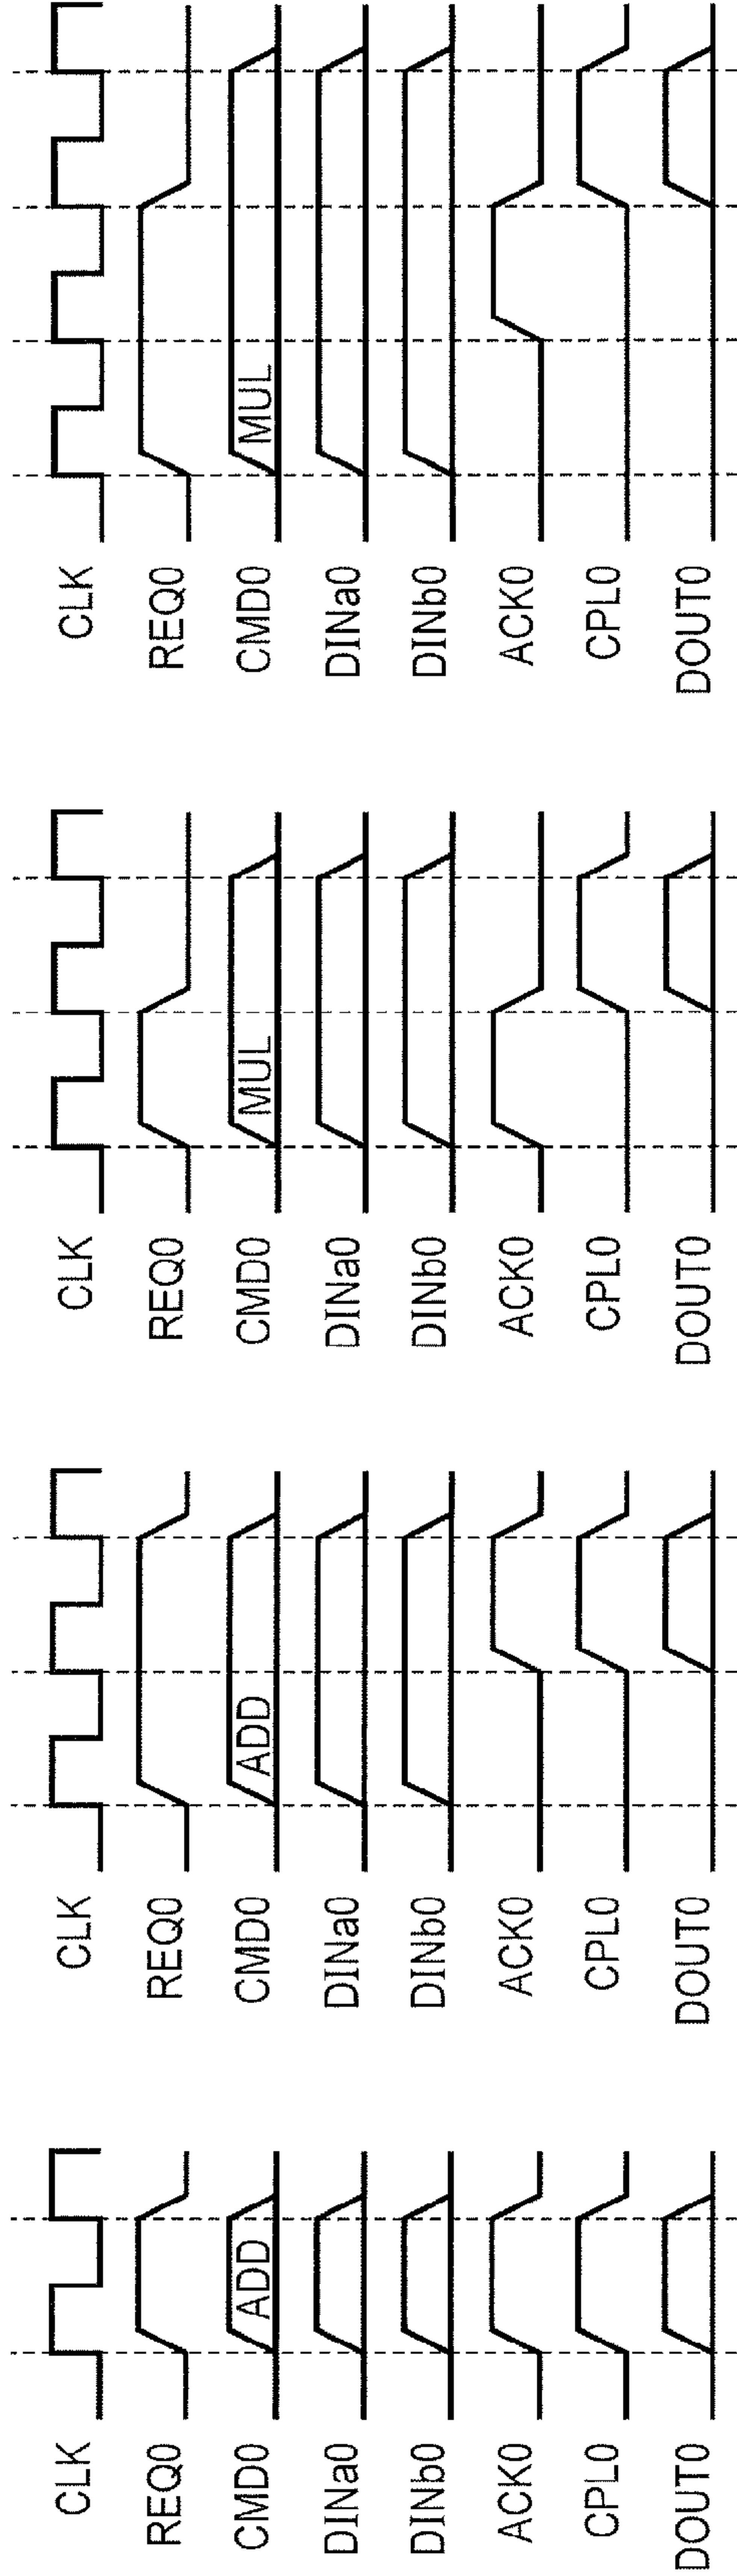 CLK
REQ0
CMD0
ADD
DINa0
DINb0
ACK0
CPL0
DOUT0
CLK
REQ0
CMD0
ADD
DINa0
DINb0
ACK0
CPL0
DOUT0
CLK
REQ0
CMD0
MUL
DINa0
DINb0
ACK0
CPL0
DOUT0
CLK
REQ0
CMD0
MUL
DINa0
DINb0
ACK0
CPL0
DOUT0